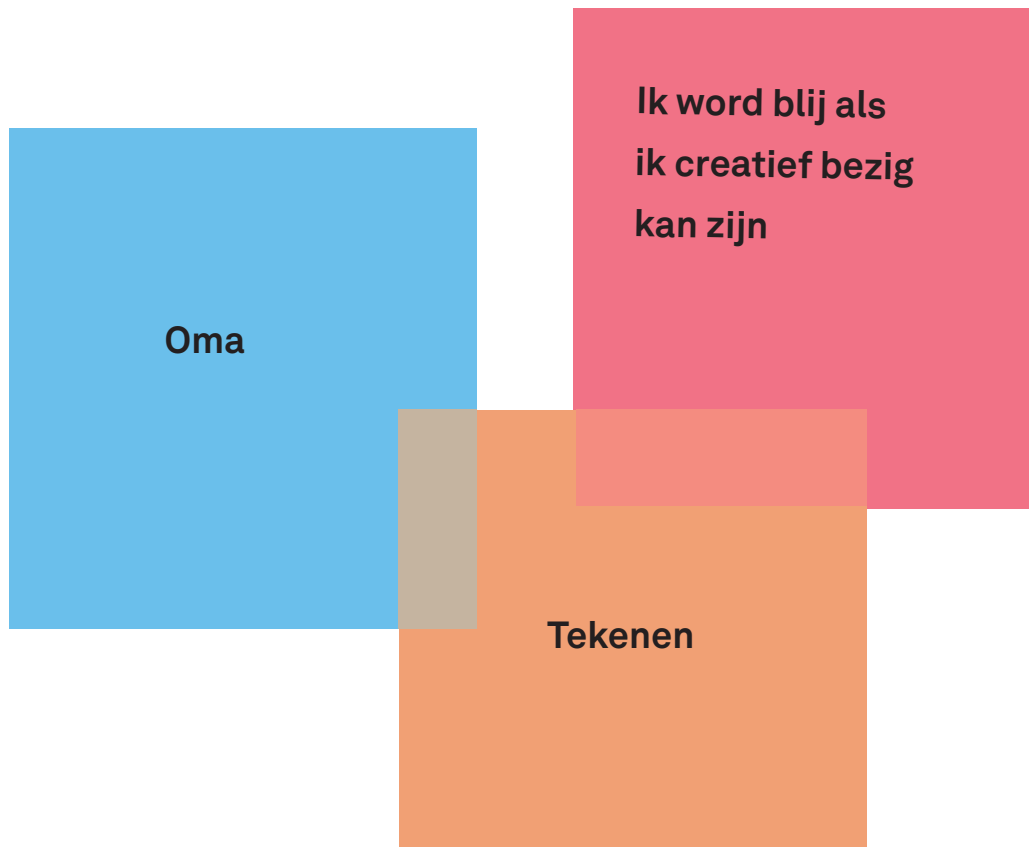 Ik word blij als
ik creatief bezig
kan zijn
Oma
Tekenen